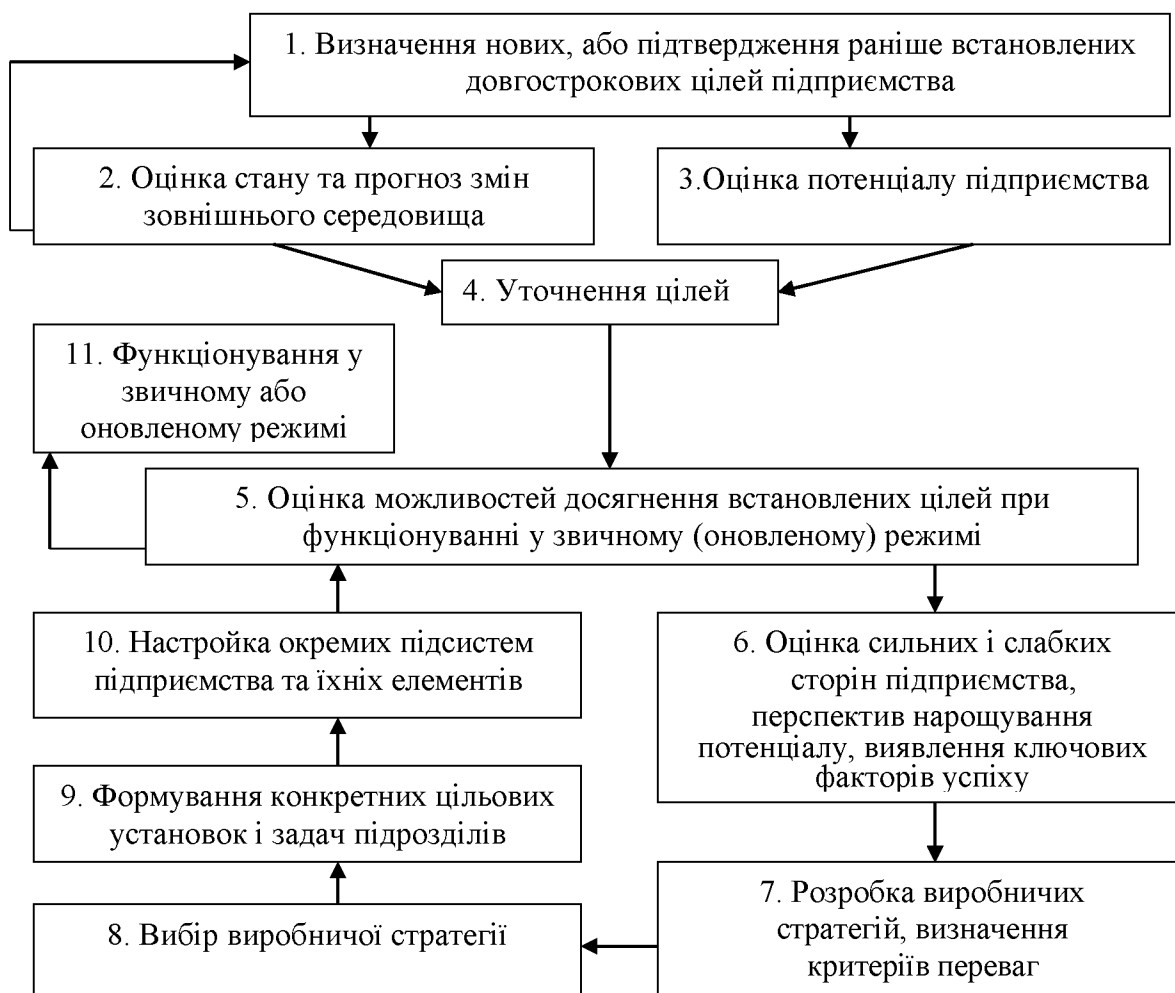 1. Визначення нових, або підтвердження раніше встановлених
довгострокових цілей підприємства
2. Оцінка стану та прогноз змін
зовнішнього середовища
3.Оцінка потенціалу підприємства
4. Уточнення цілей
11. Функціонування у
звичному або
оновленому режимі
5. Оцінка можливостей досягнення встановлених цілей при
функціонуванні у звичному (оновленому) режимі
10. Настройка окремих підсистем
підприємства та їхніх елементів
6. Оцінка сильних і слабких
сторін підприємства,
перспектив нарощування
потенціалу, виявлення ключових
факторів успіху
9. Формування конкретних цільових
установок і задач підрозділів
7. Розробка виробничих
стратегій, визначення
критеріїв переваг
8. Вибір виробничої стратегії